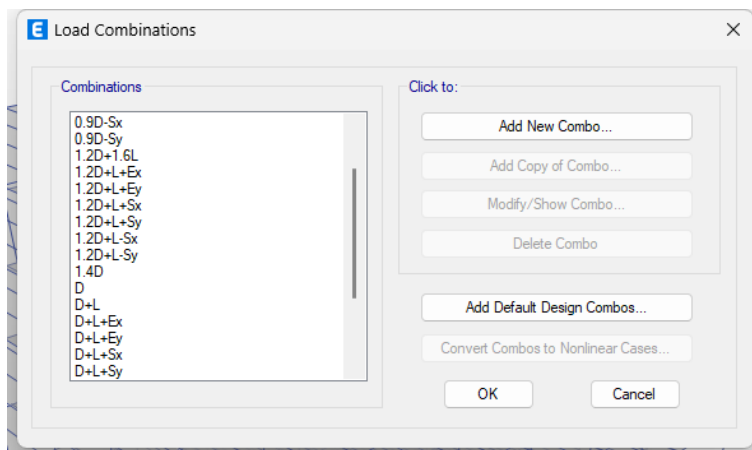 E Load Combinations
Combinations
0.9D-Sx
0.9D-Sy
1.2D+1.6L
1.2D+L+Ex
1.2D+L+Ey
1.2D+L+Sx
1.2D+L+Sy
1.2D+L-Sx
1.2D+L-Sy
1.4D
D
D+L
D+L+Ex
D+L+Ey
D+L+Sx
D+L+Sy
Click to:
Add New Combo...
Add Copy of Combo...
Modify/Show Combo...
Delete Combo
Add Default Design Combos...
Convert Combos to Nonlinear Cases...
OK
Cancel